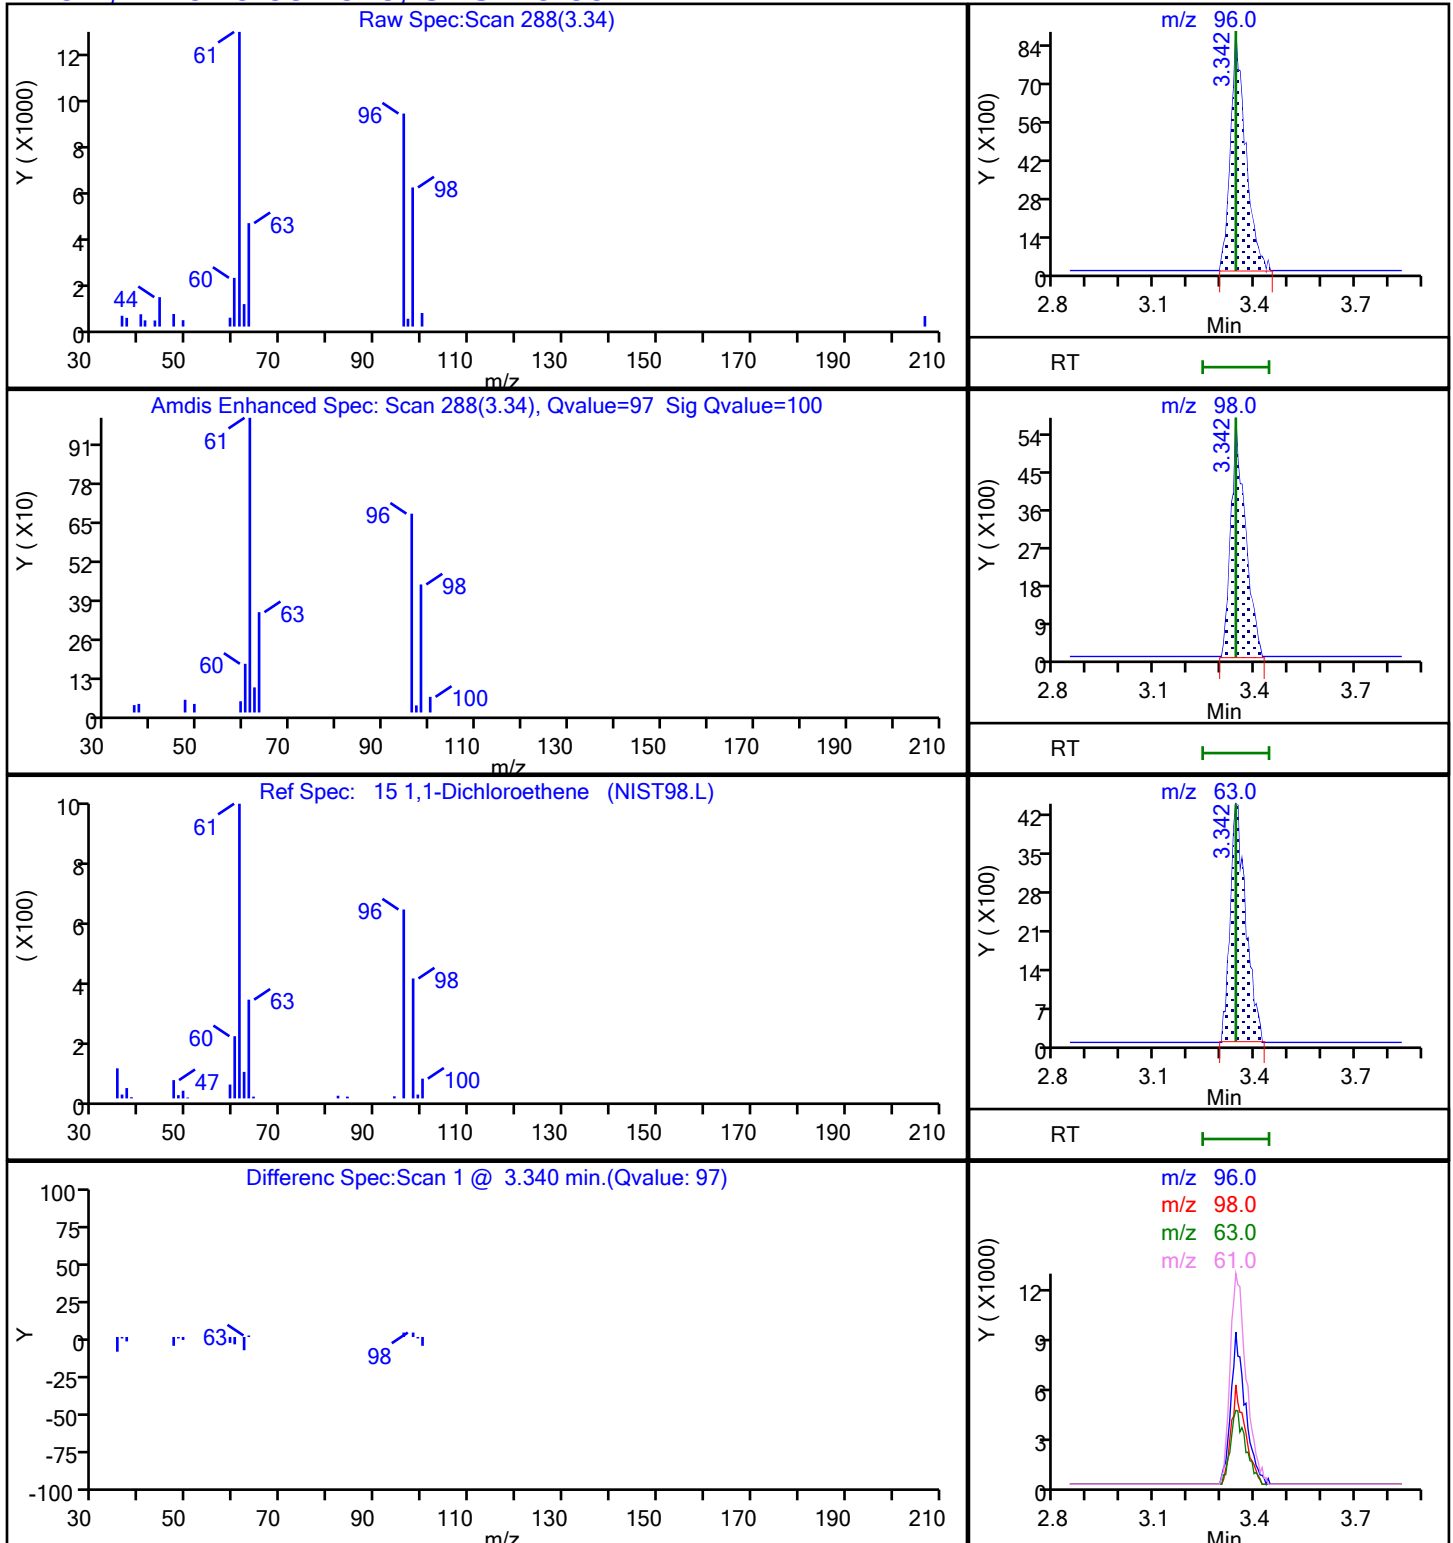 Raw Spec:Scan 288(3.34)
Y ( X1000)
12
10
8
6
4
2
0
61
96
98
63
60
44
30 50 70 90 110 130 150 170 190 210
m/z
m/z 96.0
3.342
Y ( X100)
84
70
56
42
28
14
0
2.8 3.1 3.4 3.7
Min
RT
Amdis Enhanced Spec: Scan 288(3.34), Qvalue=97 Sig Qvalue=100
Y ( X10)
91
78
65
52
39
26
13
0
61
96
98
63
60
100
30 50 70 90 110 130 150 170 190 210
m/z
m/z 98.0
3.342
Y ( X100)
54
45
36
27
18
9
0
2.8 3.1 3.4 3.7
Min
RT
Ref Spec: 15 1,1-Dichloroethene (NIST98.L)
( X100)
10
8
6
4
2
0
61
96
98
63
60
47
100
30 50 70 90 110 130 150 170 190 210
m/z 63.0
3.342
Y ( X100)
42
35
28
21
14
7
0
2.8 3.1 3.4 3.7
Min
RT
Differenc Spec:Scan 1 @ 3.340 min.(Qvalue: 97)
Y
100
75
50
25
0
-25
-50
-75
-100
63
98
30 50 70 90 110 130 150 170 190 210
m/z
m/z 96.0
m/z 98.0
m/z 63.0
m/z 61.0
Y ( X1000)
12
9
6
3
0
2.8 3.1 3.4 3.7
Min